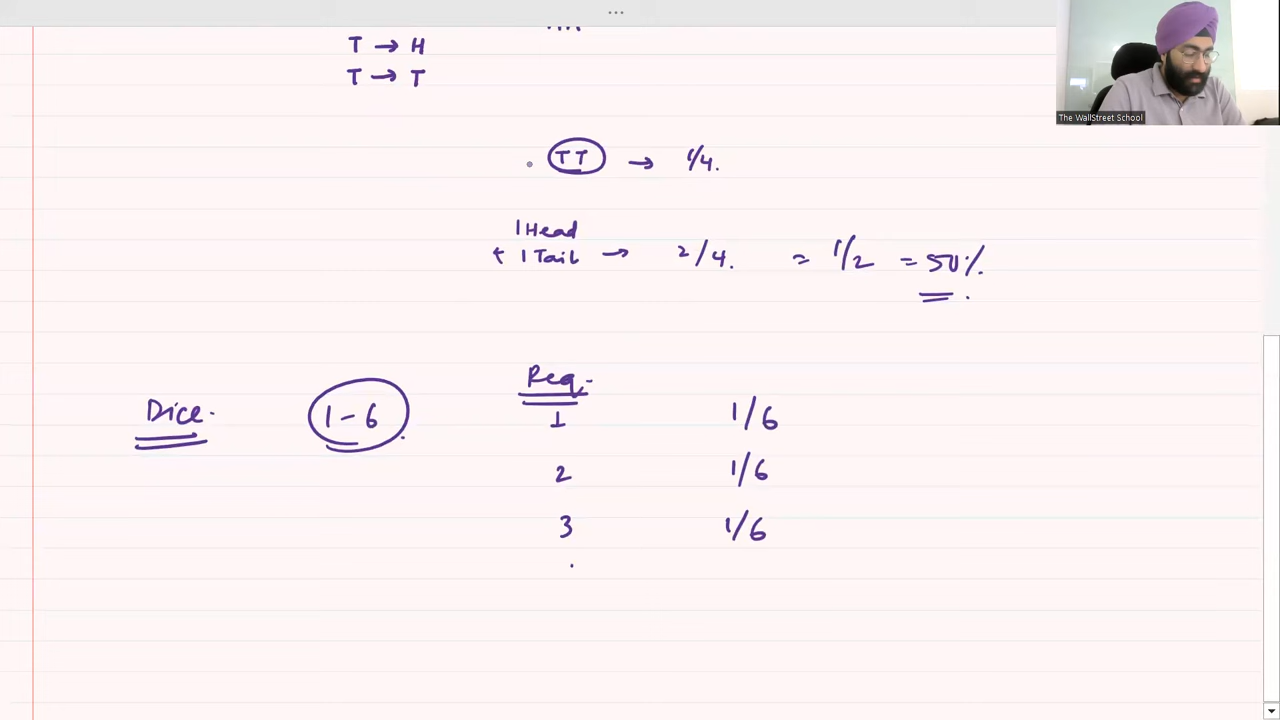 T → H
T → T
The WallStreet School
TT → 1/4.
1 Head
+ 1 Tail → 2/4. = 1/2 = 50%.
Req.
Dice. 1-6
1 1/6
2 1/6
3 1/6